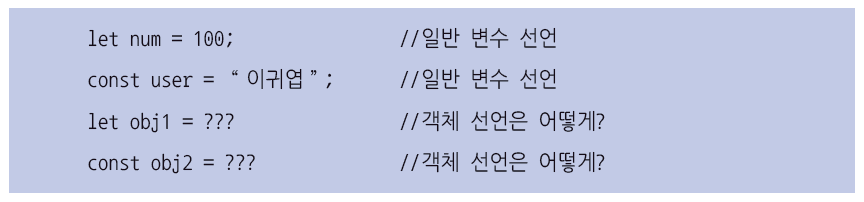 let num = 100; //일반 변수 선언
const user = “이귀엽”; //일반 변수 선언
let obj1 = ??? //객체 선언은 어떻게?
const obj2 = ??? //객체 선언은 어떻게?